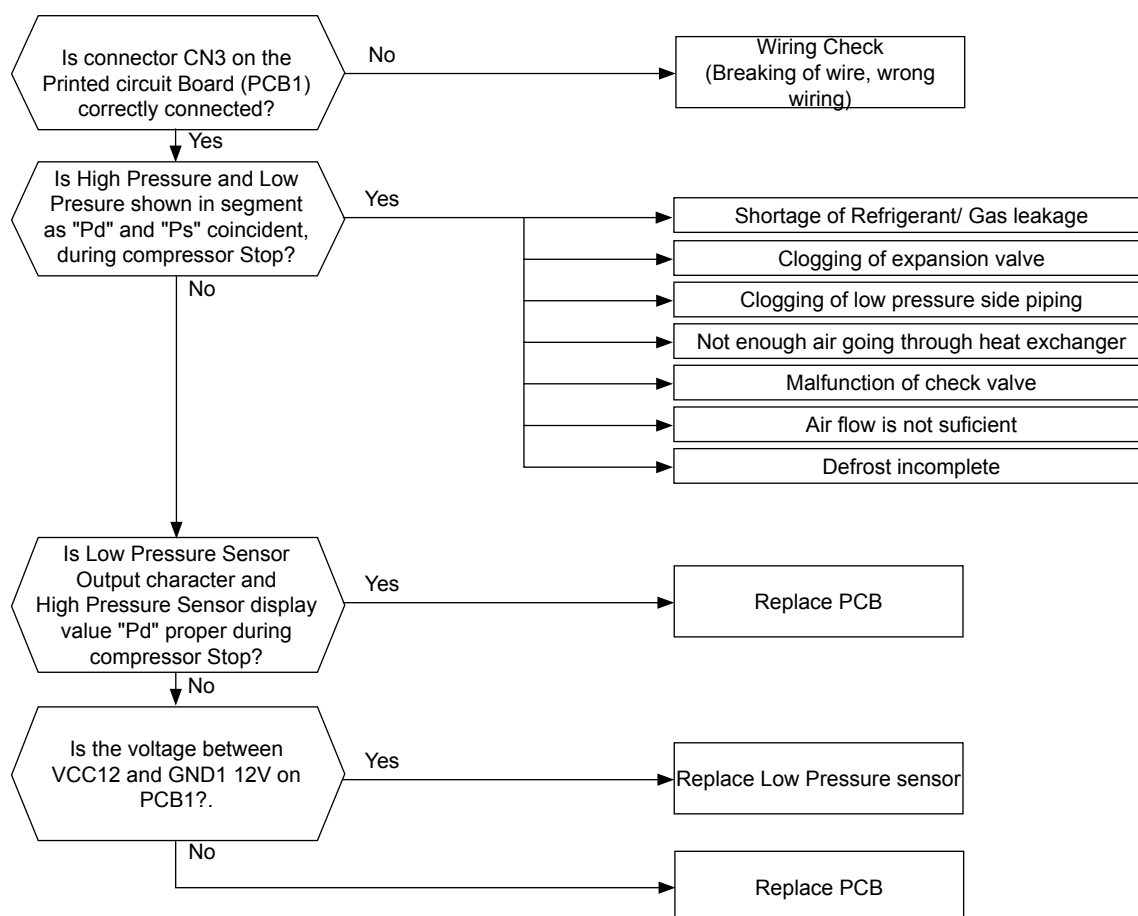 Is connector CN3 on the
Printed circuit Board (PCB1)
correctly connected?
No
Wiring Check
(Breaking of wire, wrong
wiring)
Yes
Is High Pressure and Low
Presure shown in segment
as "Pd" and "Ps" coincident,
during compressor Stop?
Yes
Shortage of Refrigerant/ Gas leakage
Clogging of expansion valve
Clogging of low pressure side piping
Not enough air going through heat exchanger
Malfunction of check valve
Air flow is not suficient
Defrost incomplete
No
Is Low Pressure Sensor
Output character and
High Pressure Sensor display
value "Pd" proper during
compressor Stop?
Yes
Replace PCB
No
Is the voltage between
VCC12 and GND1 12V on
PCB1?.
Yes
Replace Low Pressure sensor
No
Replace PCB